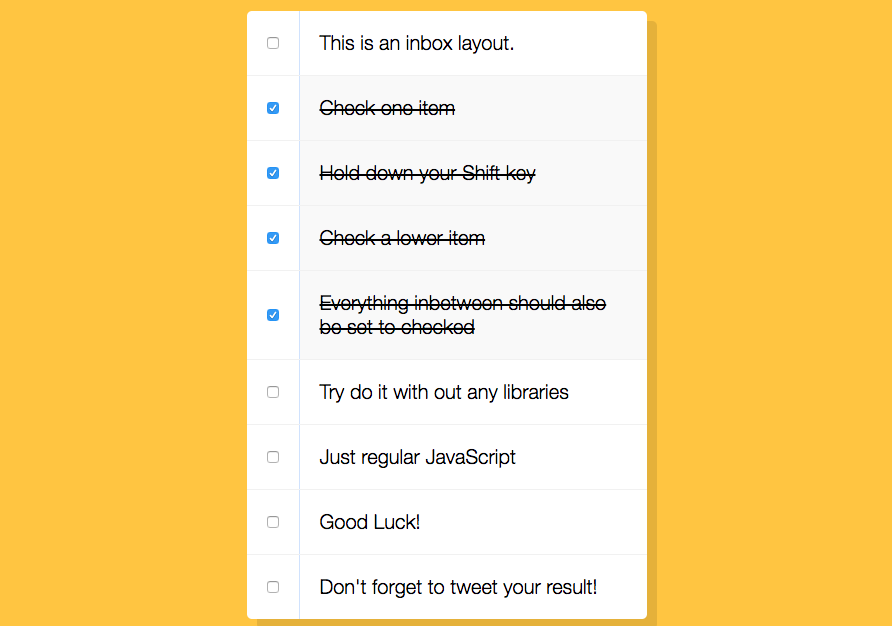 This is an inbox layout.
Check one item
Hold down your Shift key
Check a lower item
Everything inbetween should also
be set to checked
Try do it with out any libraries
Just regular JavaScript
Good Luck!
Don't forget to tweet your result!